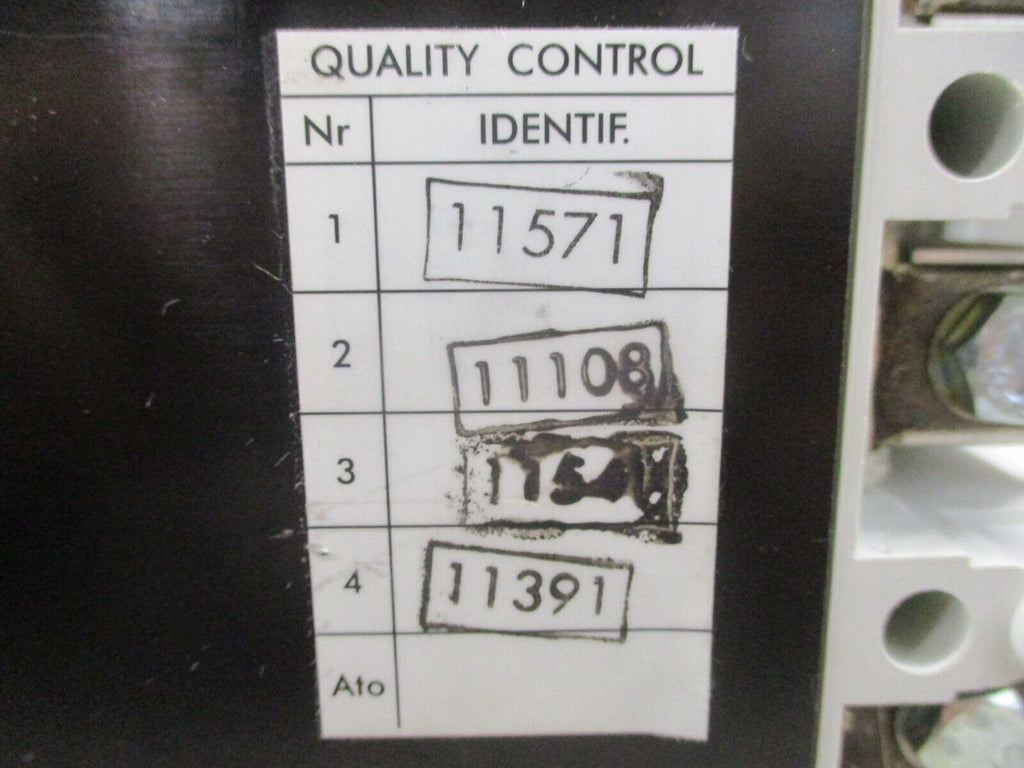 QUALITY CONTROL
Nr IDENTIF.
1 11571
2 11108
3
4 11391
Ato